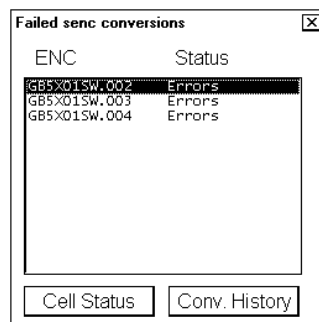 Failed senc conversions
ENC Status
GB5X01SW.002 Errors
GB5X01SW.003 Errors
GB5X01SW.004 Errors
Cell Status Conv. History